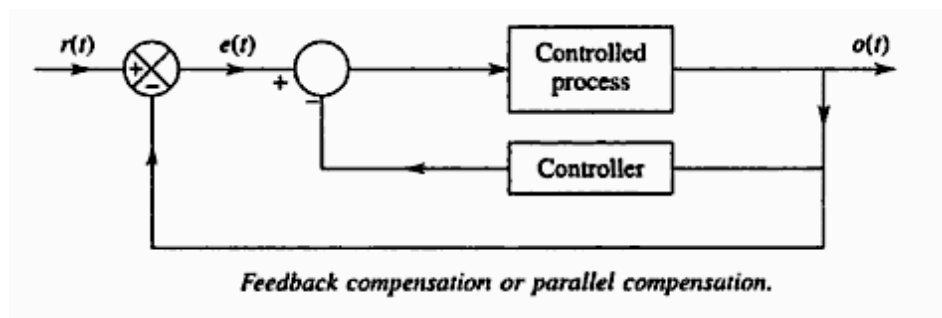 r(t)
e(t)
Controlled
process
o(t)
+
−
+
−
Controller
Feedback compensation or parallel compensation.